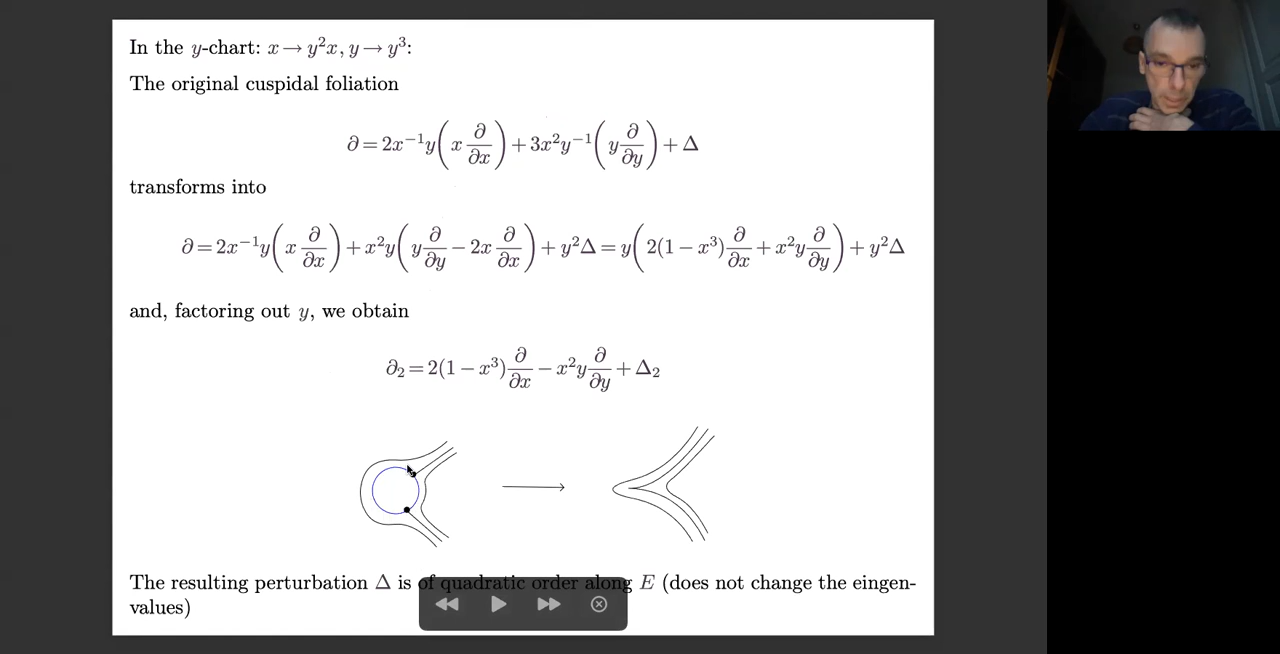 In the y-chart: x → y²x, y → y³:
The original cuspidal foliation
∂ = 2x⁻¹y(x ∂/∂x) + 3x²y⁻¹(y ∂/∂y) + Δ
transforms into
∂ = 2x⁻¹y(x ∂/∂x) + x²y(y ∂/∂y − 2x ∂/∂x) + y²Δ = y(2(1 − x³) ∂/∂x + x²y ∂/∂y) + y²Δ
and, factoring out y, we obtain
∂₂ = 2(1 − x³) ∂/∂x − x²y ∂/∂y + Δ₂
The resulting perturbation Δ is of quadratic order along E (does not change the eingen-
values)